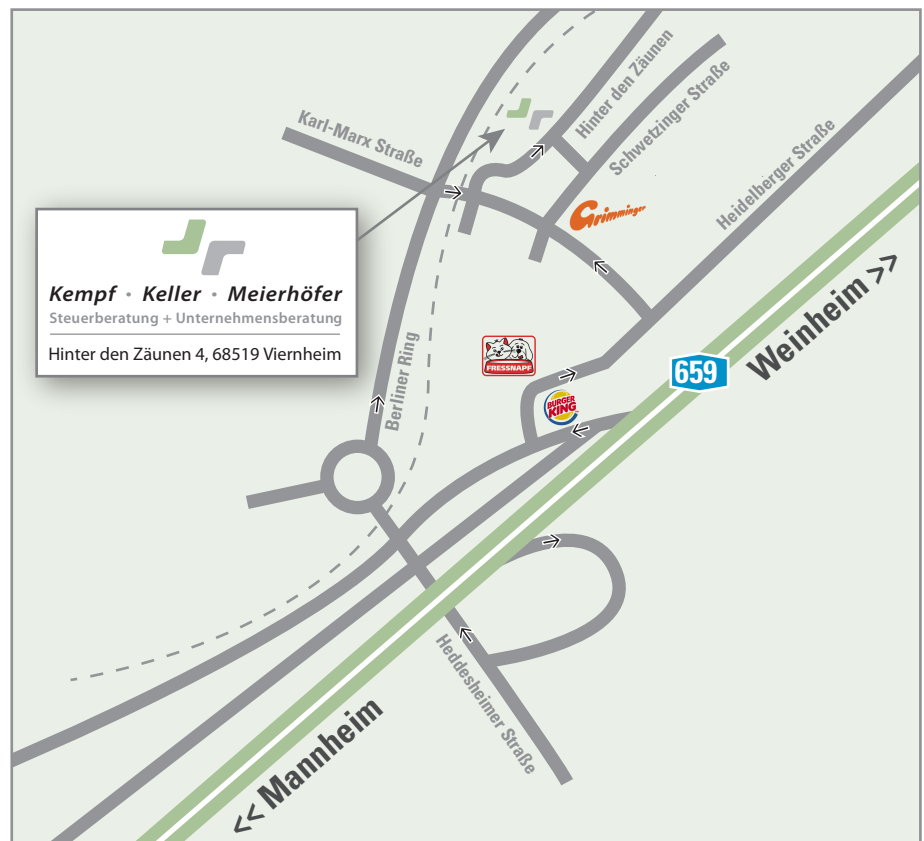 Hinter den Zäunen
Schwetzinger Straße
Karl-Marx Straße
Heidelberger Straße
Grimminger
Kempf · Keller · Meierhöfer
Steuerberatung + Unternehmensberatung
Hinter den Zäunen 4, 68519 Viernheim
Berliner Ring
FRESSNAPF
BURGER
KING
659
Weinheim >>
Heddesheimer Straße
<< Mannheim